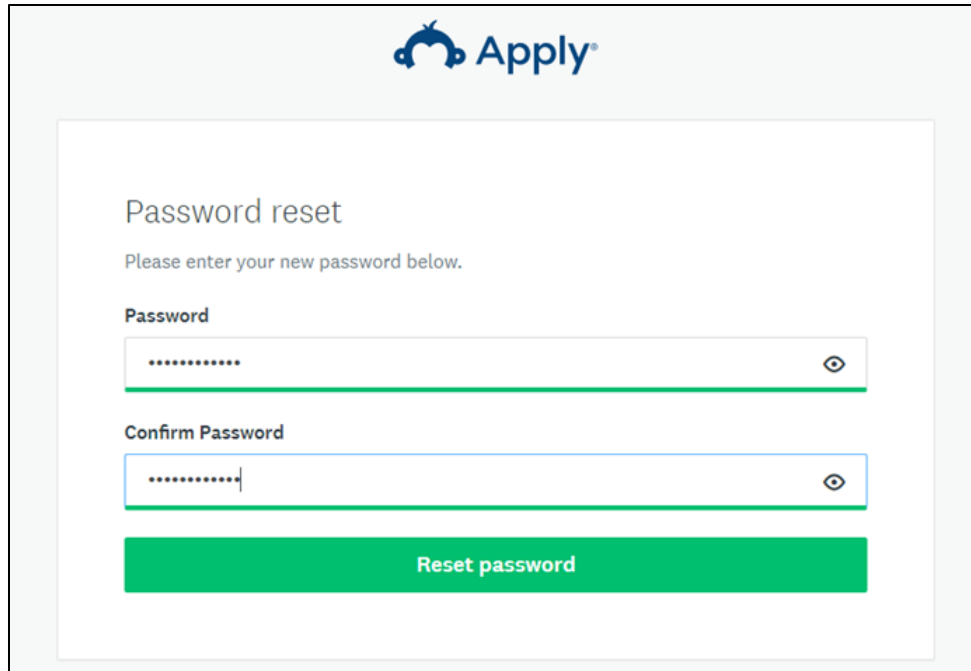 Apply®
Password reset
Please enter your new password below.
Password
••••••••••••
Confirm Password
••••••••••••
Reset password